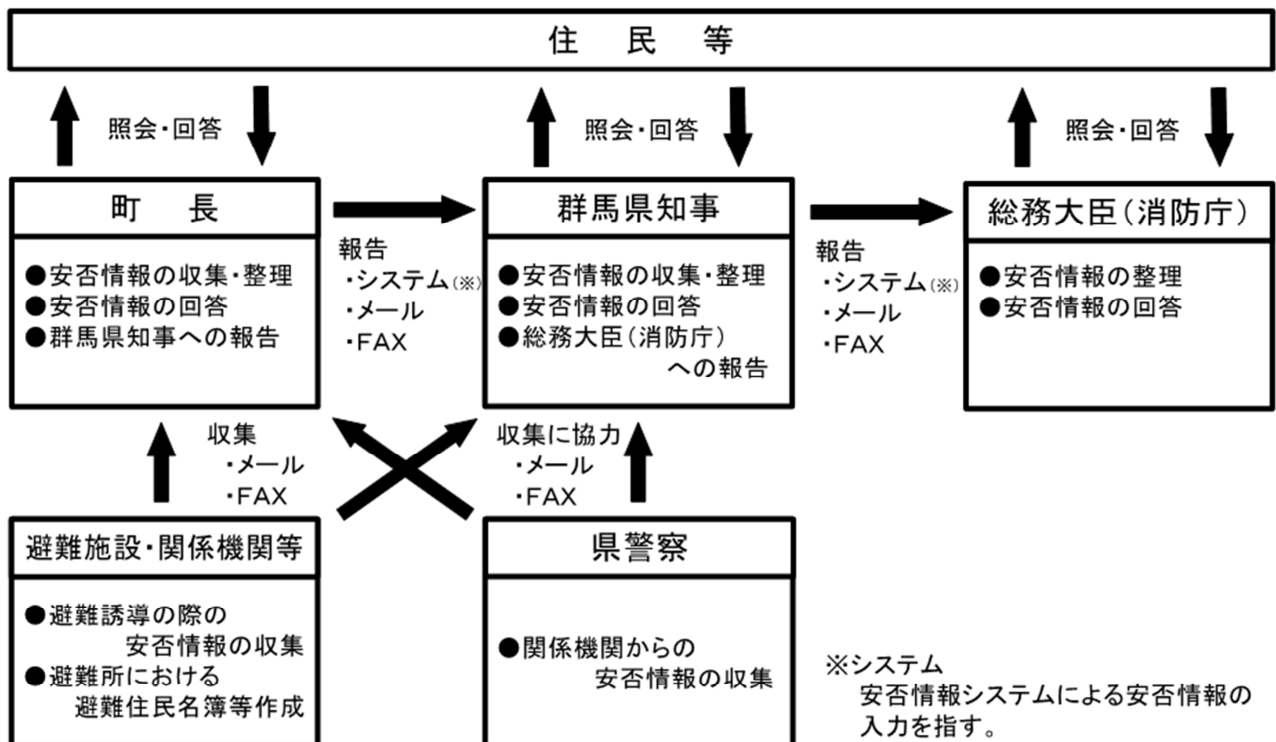 住　民　等
照会・回答
照会・回答
照会・回答
町　長
●安否情報の収集・整理
●安否情報の回答
●群馬県知事への報告
報告
・システム(※)
・メール
・FAX
群馬県知事
●安否情報の収集・整理
●安否情報の回答
●総務大臣(消防庁)
への報告
報告
・システム(※)
・メール
・FAX
総務大臣(消防庁)
●安否情報の整理
●安否情報の回答
収集
・メール
・FAX
収集に協力
・メール
・FAX
避難施設・関係機関等
●避難誘導の際の
安否情報の収集
●避難所における
避難住民名簿等作成
県警察
●関係機関からの
安否情報の収集
※システム
安否情報システムによる安否情報の
入力を指す。